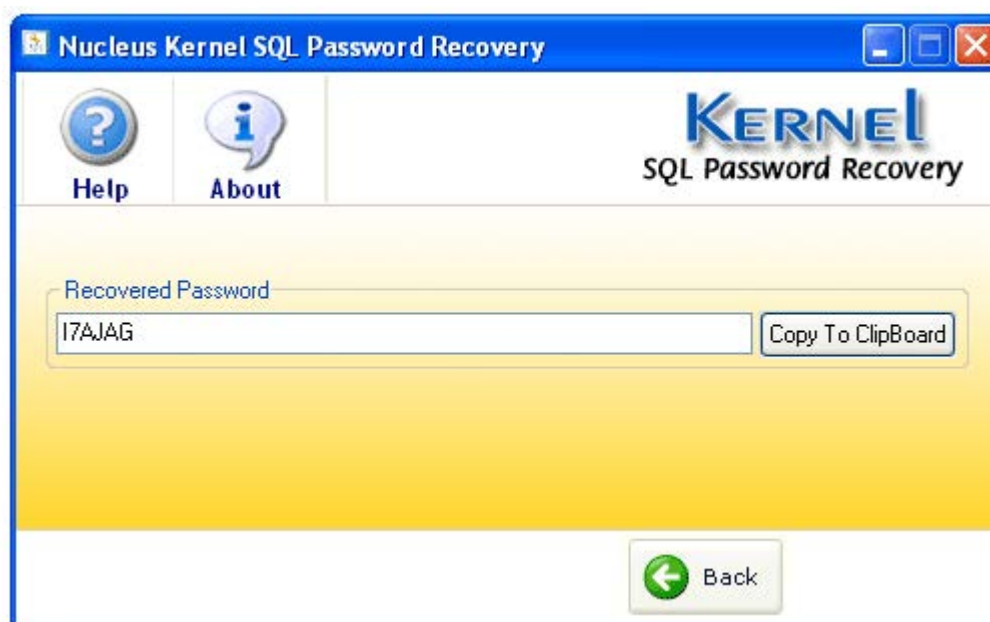 Nucleus Kernel SQL Password Recovery
KERNEl
SQL Password Recovery
Help
About
Recovered Password
I7AJAG
Copy To ClipBoard
Back